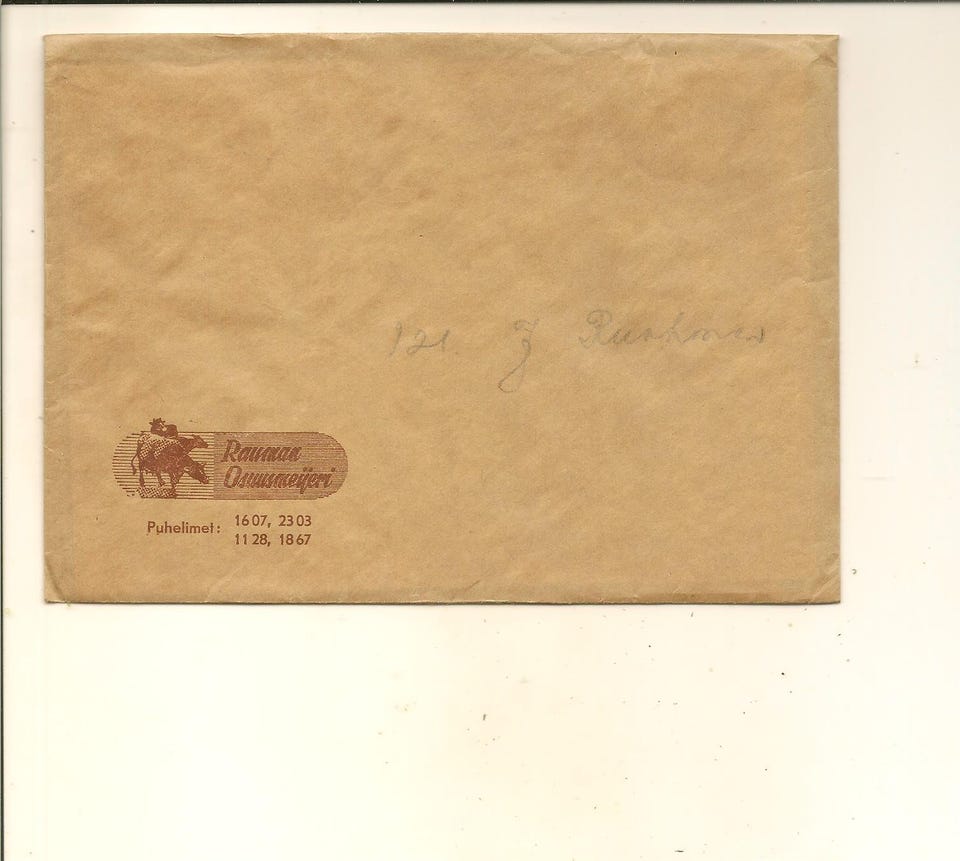 121
Rauman
Osuusmeijeri
Puhelimet: 1607, 2303
1128, 1867